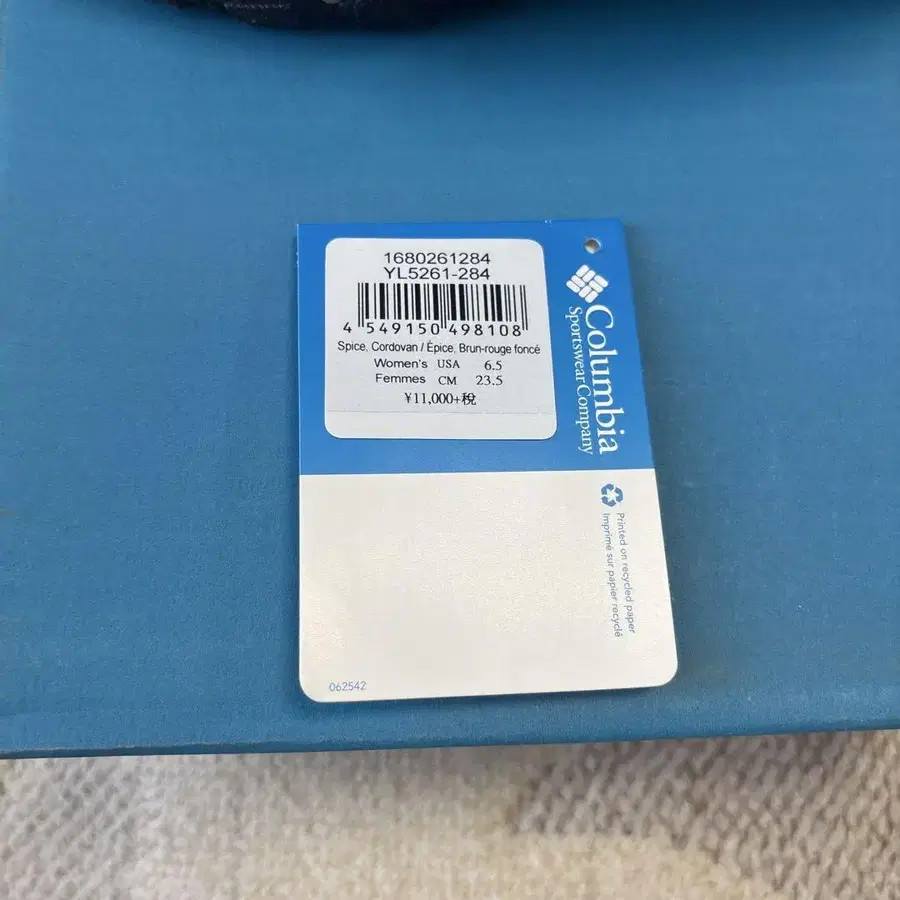 1680261284
YL5261-284
4 549150 498108
Spice, Cordovan / Épice, Brun-rouge foncé
Women's USA 6.5
Femmes CM 23.5
¥11,000+税
Columbia
Sportswear Company
Printed on recycled paper
Imprimé sur papier recyclé
062542